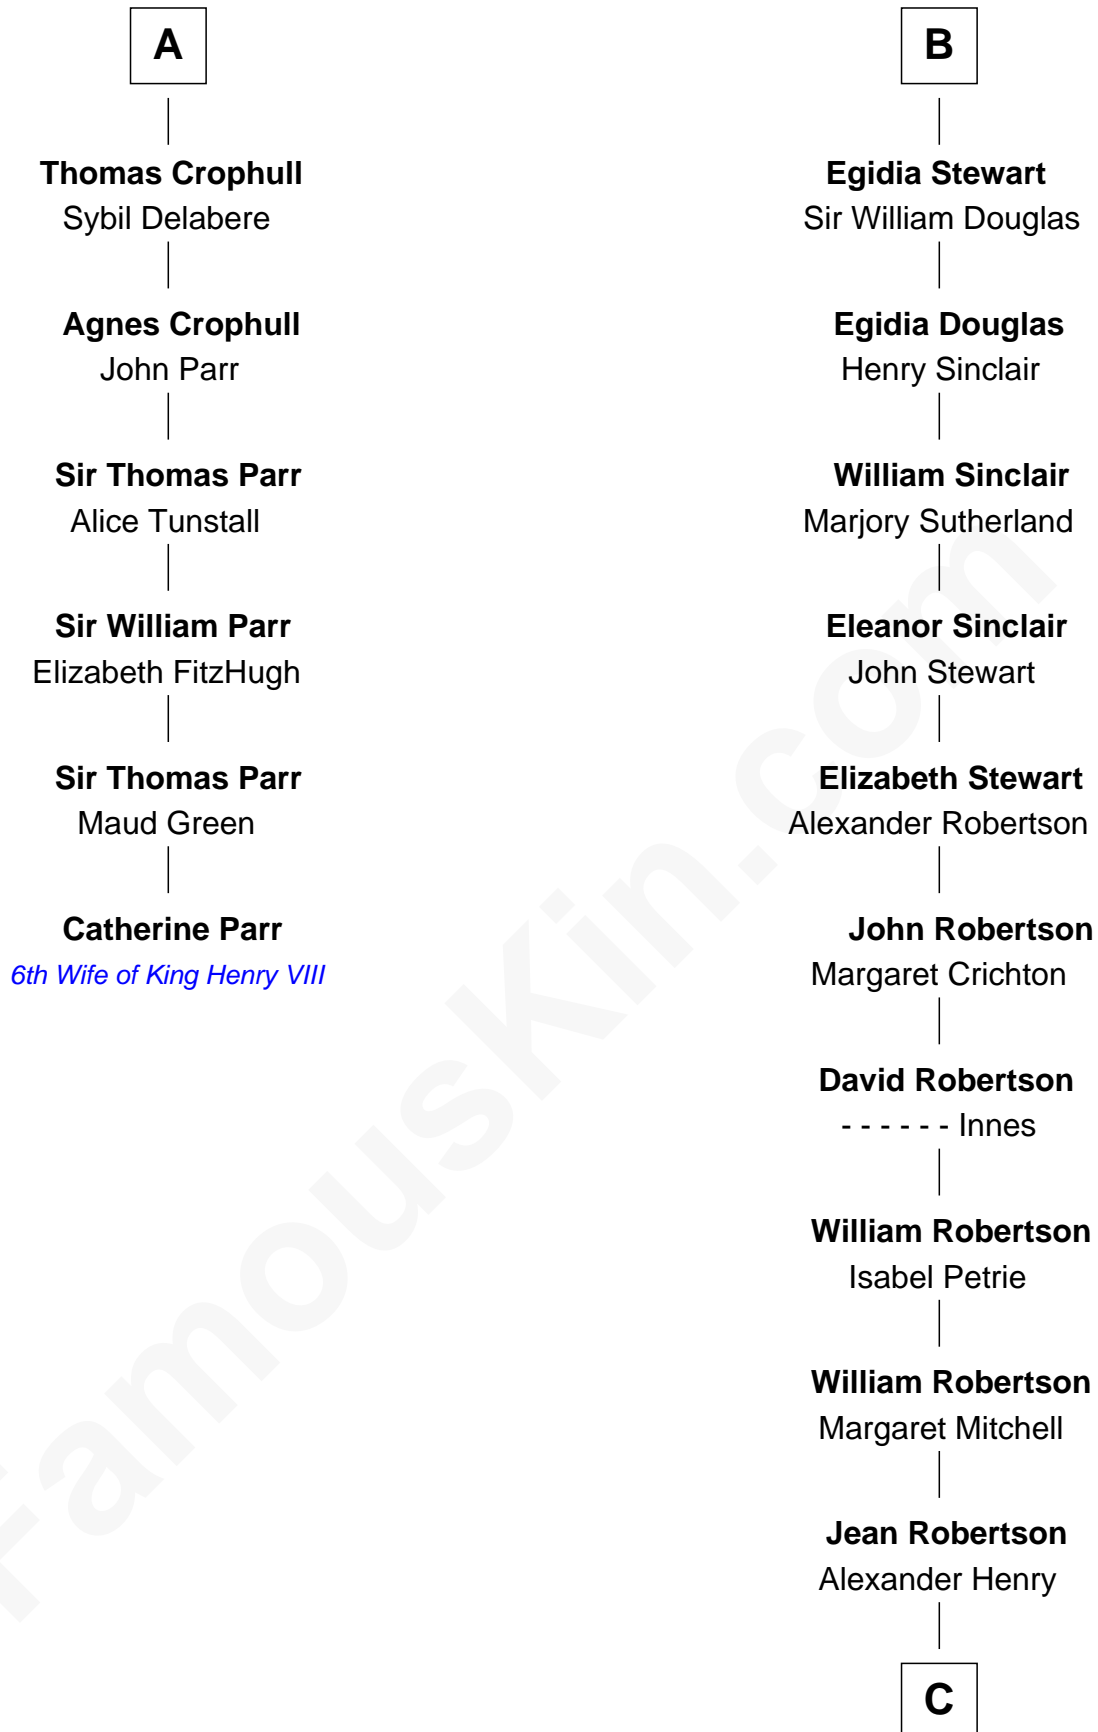 A
Thomas Crophull
Sybil Delabere
Agnes Crophull
John Parr
Sir Thomas Parr
Alice Tunstall
Sir William Parr
Elizabeth FitzHugh
Sir Thomas Parr
Maud Green
Catherine Parr
6th Wife of King Henry VIII
B
Egidia Stewart
Sir William Douglas
Egidia Douglas
Henry Sinclair
William Sinclair
Marjory Sutherland
Eleanor Sinclair
John Stewart
Elizabeth Stewart
Alexander Robertson
John Robertson
Margaret Crichton
David Robertson
- - - - - - Innes
William Robertson
Isabel Petrie
William Robertson
Margaret Mitchell
Jean Robertson
Alexander Henry
C
FamousKin.com